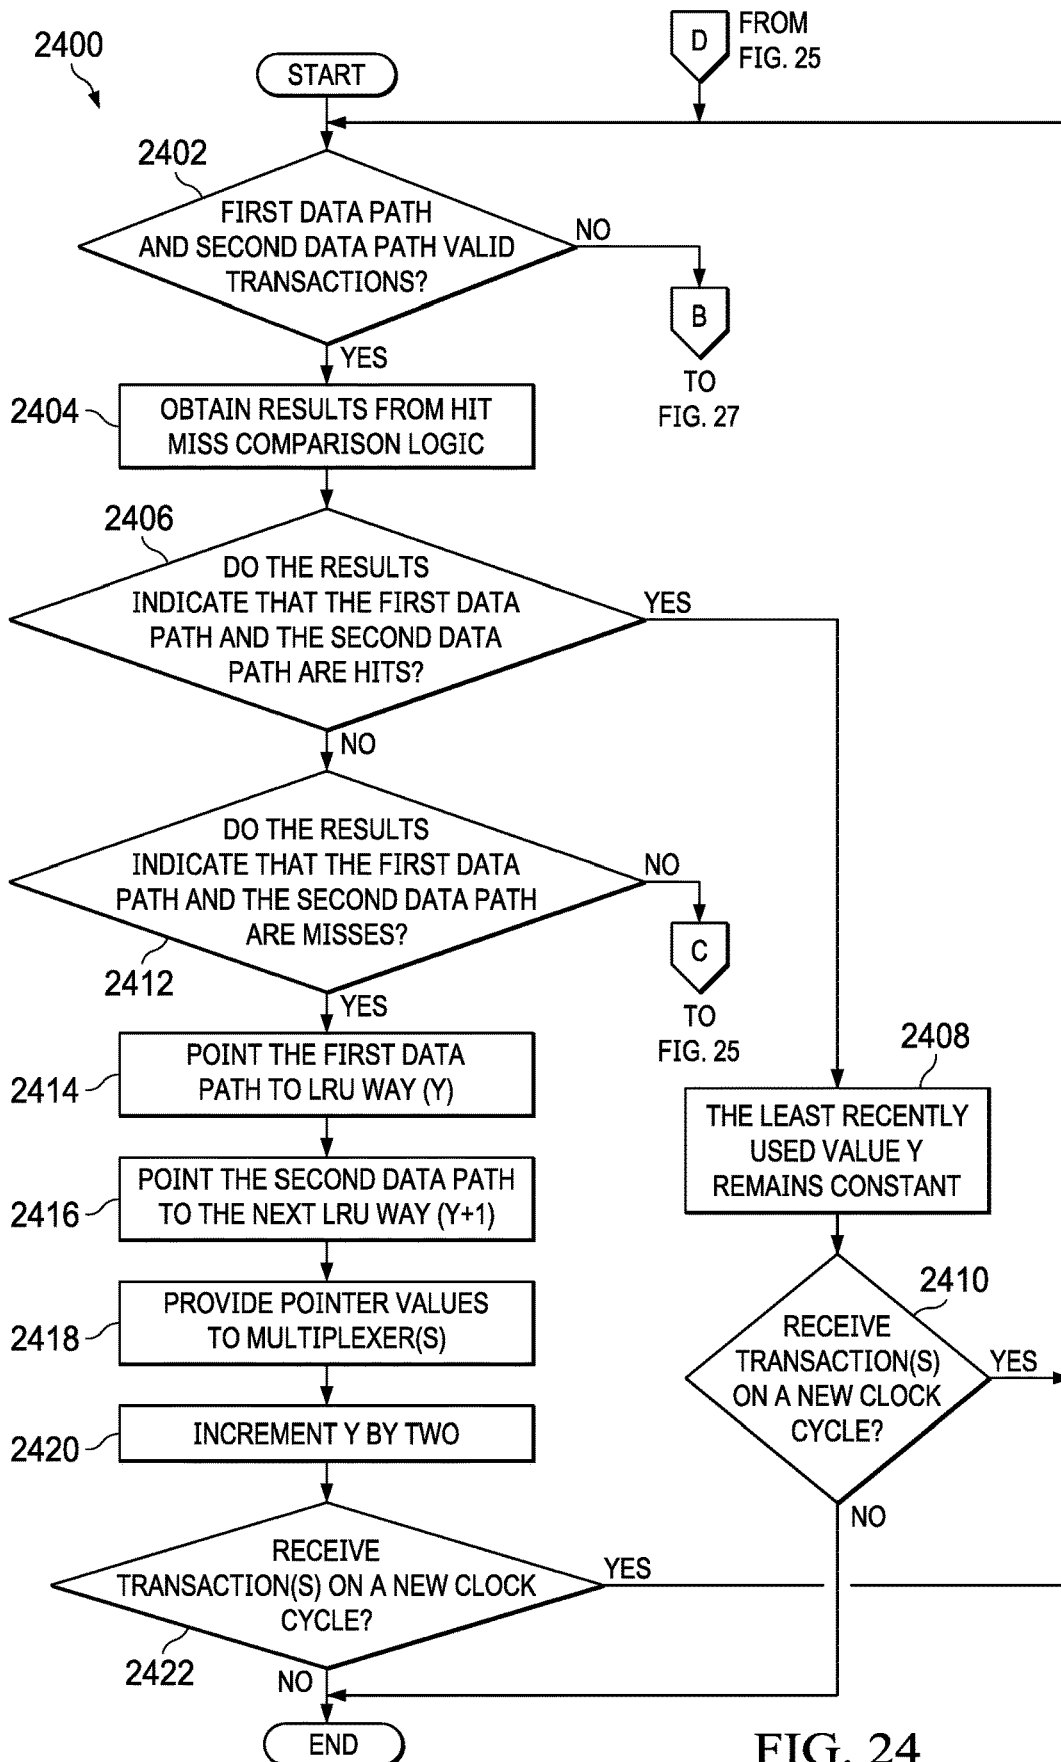 2400
START
D
FROM
FIG. 25
2402
FIRST DATA PATH
AND SECOND DATA PATH VALID
TRANSACTIONS?
NO
B
TO
FIG. 27
YES
2404
OBTAIN RESULTS FROM HIT
MISS COMPARISON LOGIC
2406
DO THE RESULTS
INDICATE THAT THE FIRST DATA
PATH AND THE SECOND DATA
PATH ARE HITS?
YES
NO
DO THE RESULTS
INDICATE THAT THE FIRST DATA
PATH AND THE SECOND DATA PATH
ARE MISSES?
NO
C
TO
FIG. 25
2412
YES
2414
POINT THE FIRST DATA
PATH TO LRU WAY (Y)
2408
THE LEAST RECENTLY
USED VALUE Y
REMAINS CONSTANT
2416
POINT THE SECOND DATA PATH
TO THE NEXT LRU WAY (Y+1)
2418
PROVIDE POINTER VALUES
TO MULTIPLEXER(S)
2410
RECEIVE
TRANSACTION(S)
ON A NEW CLOCK
CYCLE?
YES
NO
2420
INCREMENT Y BY TWO
RECEIVE
TRANSACTION(S) ON A NEW CLOCK
CYCLE?
YES
2422
NO
END
FIG. 24